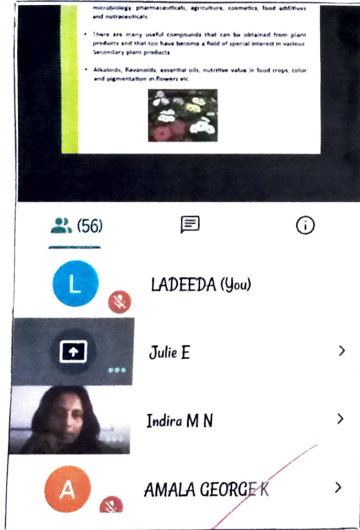 microbiology, pharmaceuticals, agriculture, cosmetics, food additives
and nutraceuticals
• There are many useful compounds that can be obtained from plant
products and that too have become a field of special interest in various
Secondary plant products
• Alkaloids, flavonoids, essential oils, nutritive value in food crops, color
and pigmentation in flowers etc.
(56)
L
LADEEDA (You)
Julie E
Indira M N
A
AMALA GEORGE K